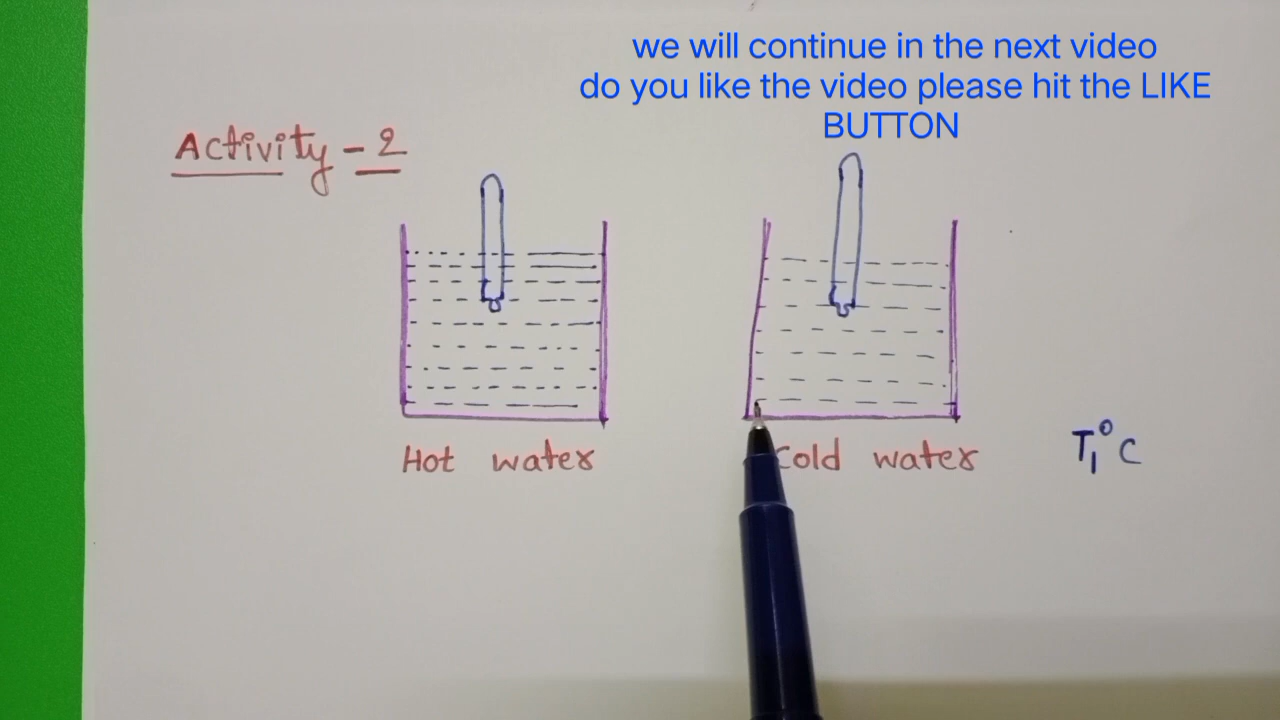 we will continue in the next video
do you like the video please hit the LIKE
BUTTON
Activity - 2
Hot water
Cold water
T₁°C